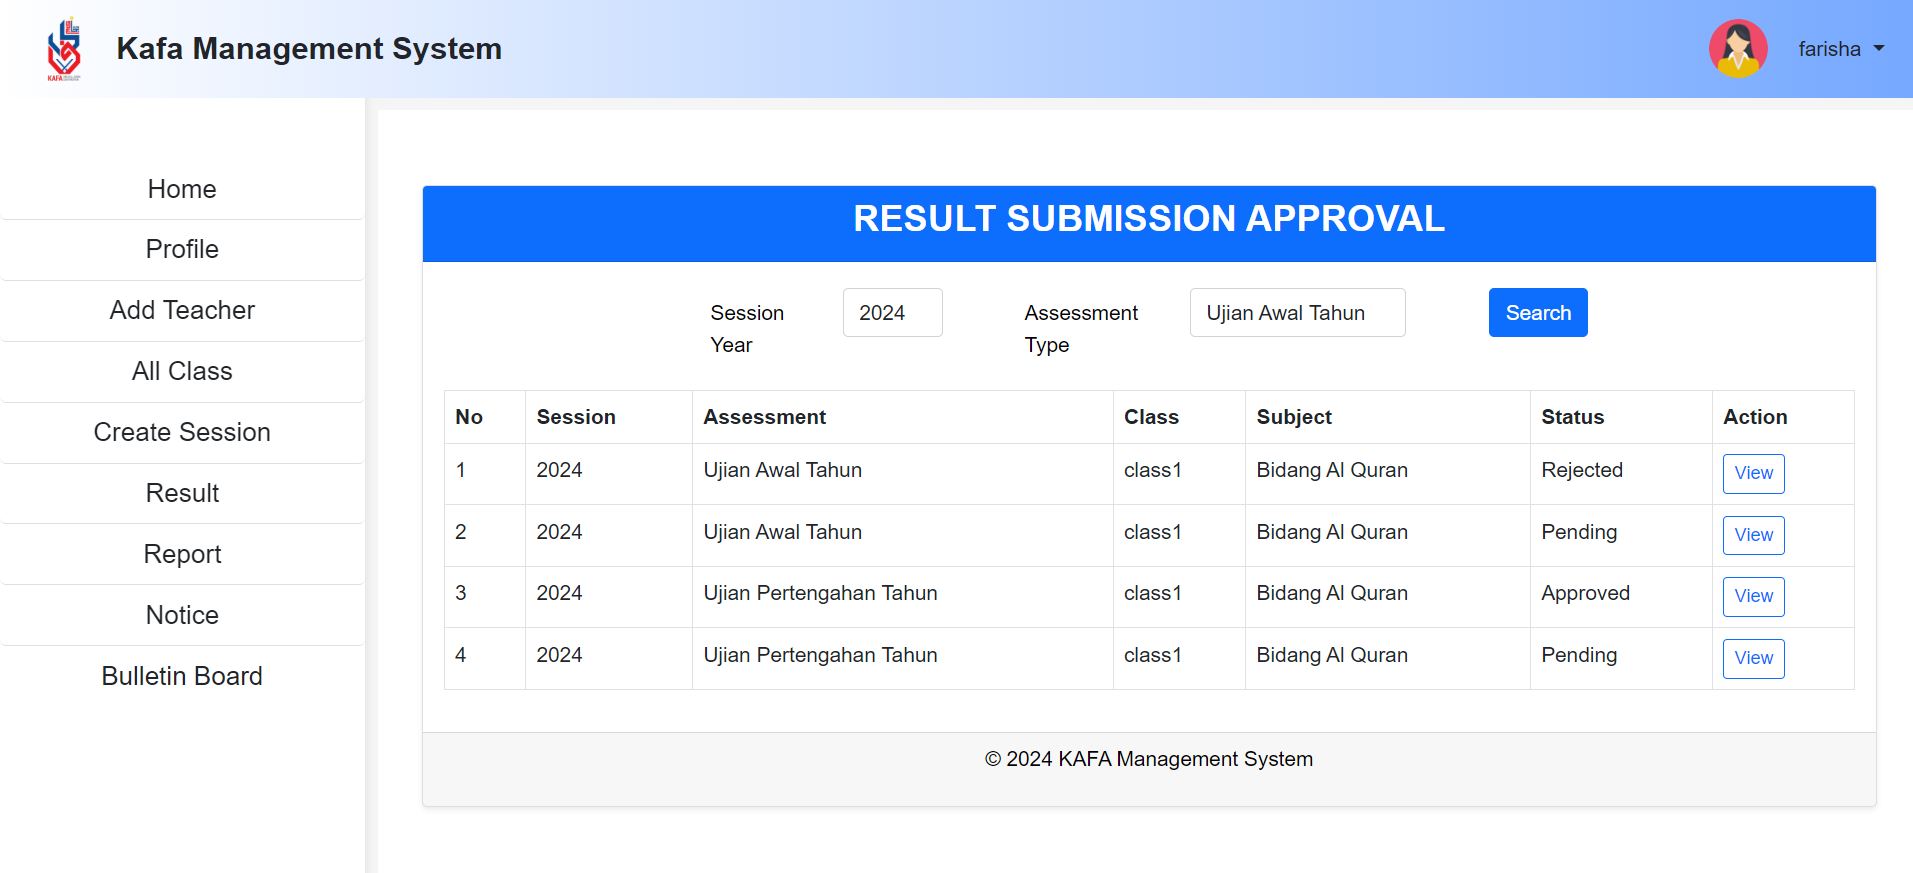 KAFA
Kafa Management System
farisha
Home
Profile
Add Teacher
All Class
Create Session
Result
Report
Notice
Bulletin Board
RESULT SUBMISSION APPROVAL
Session Year
2024
Assessment Type
Ujian Awal Tahun
Search
No Session Assessment Class Subject Status Action
1 2024 Ujian Awal Tahun class1 Bidang Al Quran Rejected View
2 2024 Ujian Awal Tahun class1 Bidang Al Quran Pending View
3 2024 Ujian Pertengahan Tahun class1 Bidang Al Quran Approved View
4 2024 Ujian Pertengahan Tahun class1 Bidang Al Quran Pending View
© 2024 KAFA Management System